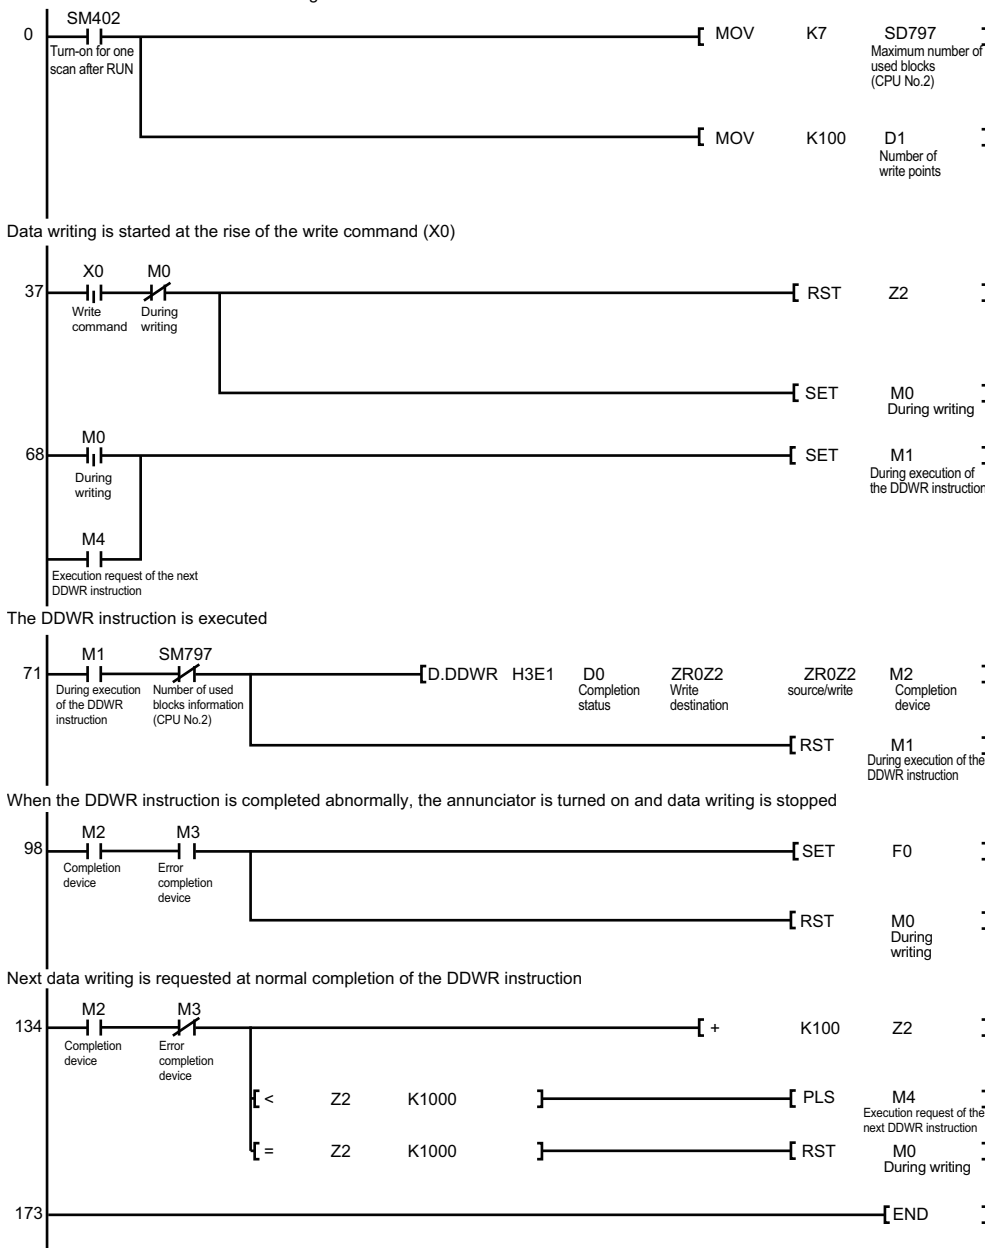 SM402
0
MOV K7 SD797
Turn-on for one
scan after RUN
Maximum number of
used blocks
(CPU No.2)
MOV K100 D1
Number of
write points
Data writing is started at the rise of the write command (X0)
X0 M0
37
RST Z2
Write
command
During
writing
SET M0
During writing
M0
68
SET M1
During
writing
During execution of
the DDWR instruction
M4
Execution request of the next
DDWR instruction
The DDWR instruction is executed
M1 SM797
71
D.DDWR H3E1 D0 ZR0Z2 ZR0Z2 M2
During execution
of the DDWR
instruction
Number of used
blocks information
(CPU No.2)
Completion
status
Write
destination
source/write
Completion
device
RST M1
During execution of the
DDWR instruction
When the DDWR instruction is completed abnormally, the annunciator is turned on and data writing is stopped
M2 M3
98
SET F0
Completion
device
Error
completion
device
RST M0
During
writing
Next data writing is requested at normal completion of the DDWR instruction
M2 M3
134
+ K100 Z2
Completion
device
Error
completion
device
< Z2 K1000 PLS M4
Execution request of the
next DDWR instruction
= Z2 K1000 RST M0
During writing
173
END